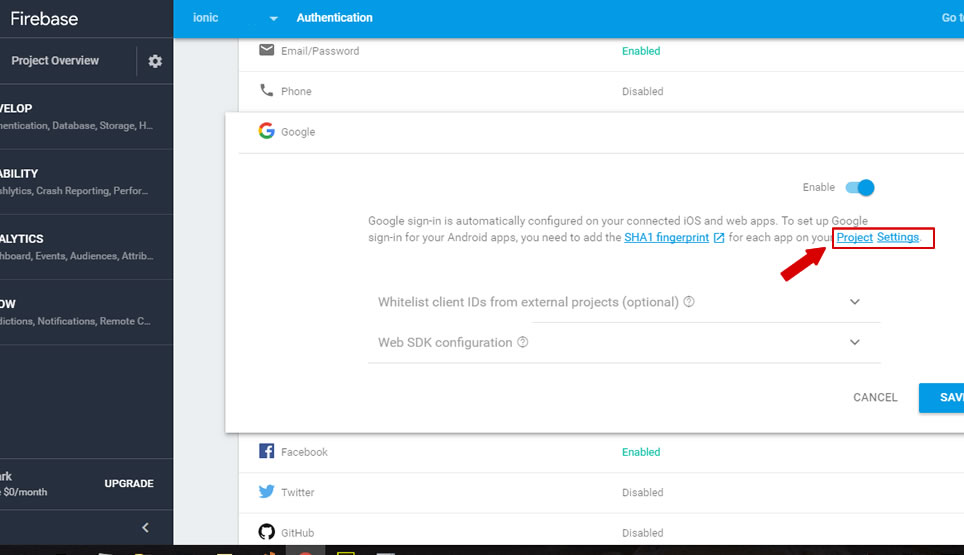 Firebase
ionic
Authentication
Go to
Project Overview
VELOP
hentication, Database, Storage, H...
ABILITY
shlytics, Crash Reporting, Perfor...
ALYTICS
hboard, Events, Audiences, Attrib...
OW
dictions, Notifications, Remote C...
ark
e $0/month
UPGRADE
Email/Password
Enabled
Phone
Disabled
Google
Enable
Google sign-in is automatically configured on your connected iOS and web apps. To set up Google
sign-in for your Android apps, you need to add the SHA1 fingerprint for each app on your Project Settings.
Whitelist client IDs from external projects (optional)
Web SDK configuration
CANCEL
SAVE
Facebook
Enabled
Twitter
Disabled
GitHub
Disabled